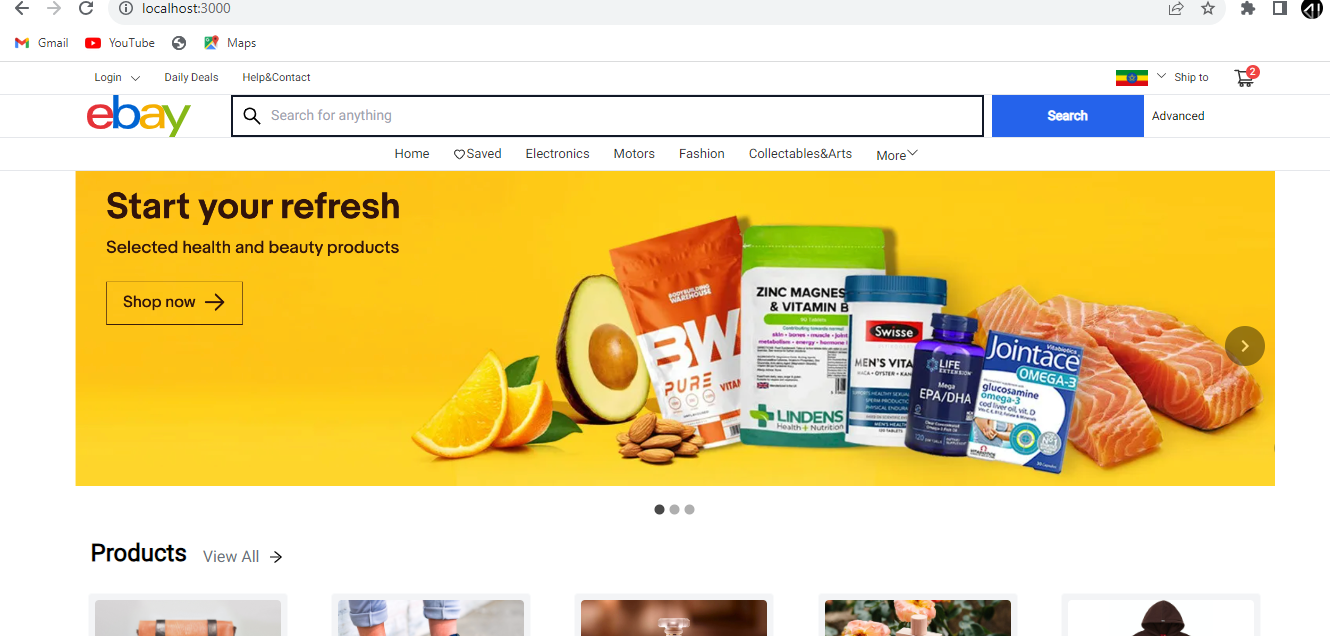 localhost:3000
Gmail YouTube Maps
Login Daily Deals Help&Contact Ship to 2
ebay Search for anything Search Advanced
Home Saved Electronics Motors Fashion Collectables&Arts More
Start your refresh
Selected health and beauty products
Shop now
BODYBUILDING
WAREHOUSE
BW
PURE
ZINC MAGNES
& VITAMIN B
LINDENS
Health+Nutrition
Swisse
MEN'S VITA
120 TABLETS
LIFE
EXTENSION
Mega
EPA/DHA
Vitabiotics
Jointace
OMEGA-3
glucosamine
omega-3
cod liver oil, vit. D
Products View All